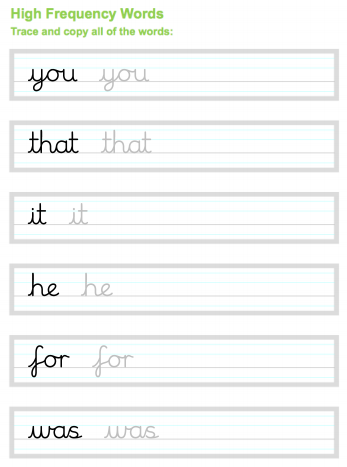 High Frequency Words
Trace and copy all of the words:
you you
that that
it it
he he
for for
was was